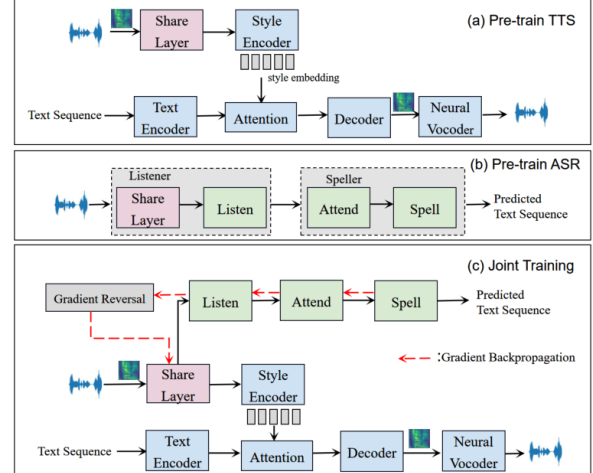 (a) Pre-train TTS
Share
Layer
Style
Encoder
style embedding
Text Sequence
Text
Encoder
Attention
Decoder
Neural
Vocoder
(b) Pre-train ASR
Listener
Share
Layer
Listen
Speller
Attend
Spell
Predicted
Text Sequence
(c) Joint Training
Gradient Reversal
Listen
Attend
Spell
Predicted
Text Sequence
:Gradient Backpropagation
Share
Layer
Style
Encoder
Text Sequence
Text
Encoder
Attention
Decoder
Neural
Vocoder